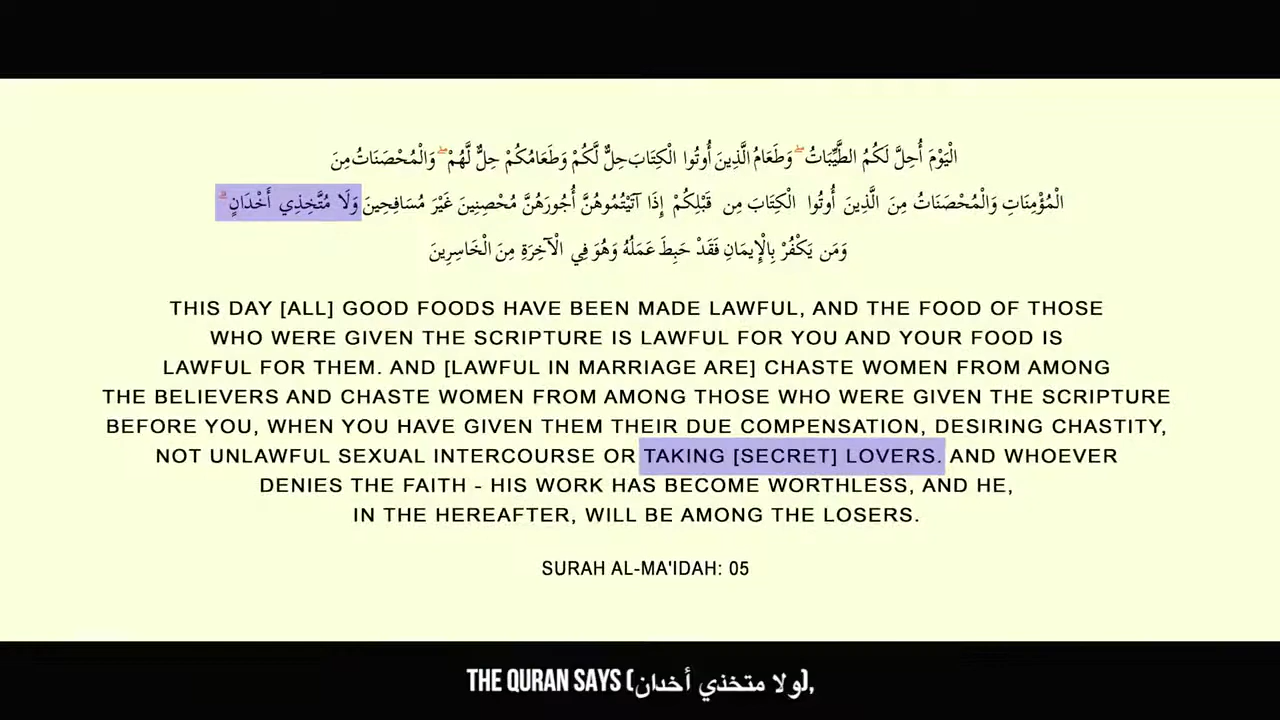 الْيَوْمَ أُحِلَّ لَكُمُ الطَّيِّبَاتُ ۖ وَطَعَامُ الَّذِينَ أُوتُوا الْكِتَابَ حِلٌّ لَّكُمْ وَطَعَامُكُمْ حِلٌّ لَّهُمْ ۖ وَالْمُحْصَنَاتُ مِنَ
الْمُؤْمِنَاتِ وَالْمُحْصَنَاتُ مِنَ الَّذِينَ أُوتُوا الْكِتَابَ مِن قَبْلِكُمْ إِذَا آتَيْتُمُوهُنَّ أُجُورَهُنَّ مُحْصِنِينَ غَيْرَ مُسَافِحِينَ وَلَا مُتَّخِذِي أَخْدَانٍ ۗ
وَمَن يَكْفُرْ بِالْإِيمَانِ فَقَدْ حَبِطَ عَمَلُهُ وَهُوَ فِي الْآخِرَةِ مِنَ الْخَاسِرِينَ
THIS DAY [ALL] GOOD FOODS HAVE BEEN MADE LAWFUL, AND THE FOOD OF THOSE
WHO WERE GIVEN THE SCRIPTURE IS LAWFUL FOR YOU AND YOUR FOOD IS
LAWFUL FOR THEM. AND [LAWFUL IN MARRIAGE ARE] CHASTE WOMEN FROM AMONG
THE BELIEVERS AND CHASTE WOMEN FROM AMONG THOSE WHO WERE GIVEN THE SCRIPTURE
BEFORE YOU, WHEN YOU HAVE GIVEN THEM THEIR DUE COMPENSATION, DESIRING CHASTITY,
NOT UNLAWFUL SEXUAL INTERCOURSE OR TAKING [SECRET] LOVERS. AND WHOEVER
DENIES THE FAITH - HIS WORK HAS BECOME WORTHLESS, AND HE,
IN THE HEREAFTER, WILL BE AMONG THE LOSERS.
SURAH AL-MA'IDAH: 05
THE QURAN SAYS (ولا متخذي أخدان),